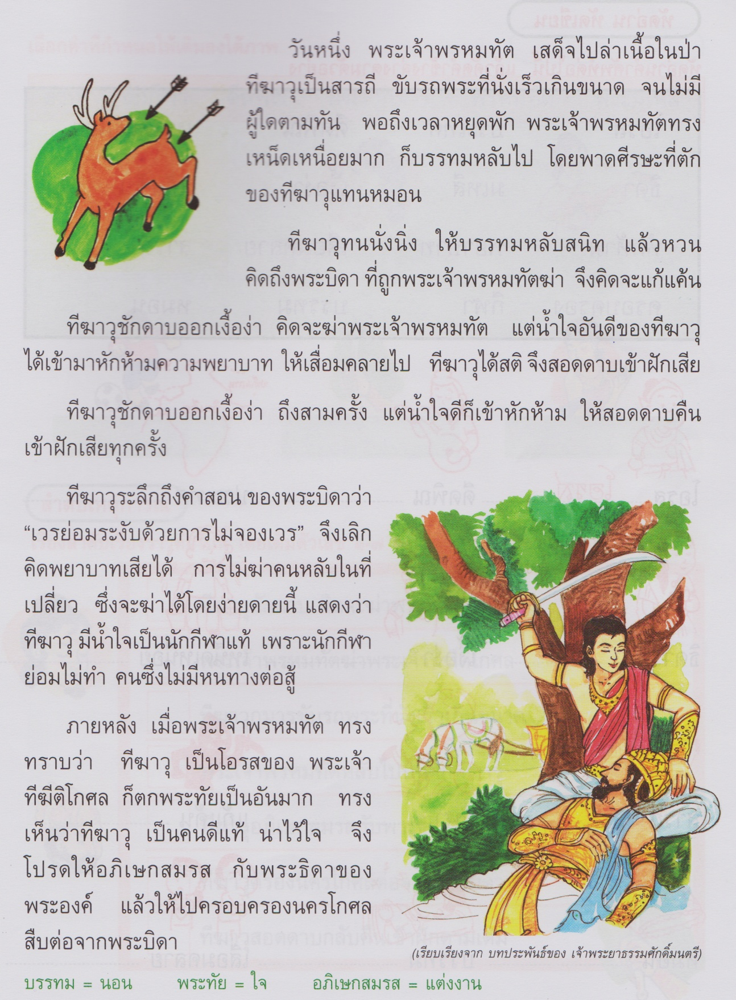 วันหนึ่ง พระเจ้าพรหมทัต เสด็จไปล่าเนื้อในป่า
ทีฆาวุเป็นสารถี ขับรถพระที่นั่งเร็วเกินขนาด จนไม่มี
ผู้ใดตามทัน พอถึงเวลาหยุดพัก พระเจ้าพรหมทัตทรง
เหน็ดเหนื่อยมาก ก็บรรทมหลับไป โดยพาดศีรษะที่ตัก
ของทีฆาวุแทนหมอน
ทีฆาวุทนนั่งนิ่ง ให้บรรทมหลับสนิท แล้วหวน
คิดถึงพระบิดา ที่ถูกพระเจ้าพรหมทัตฆ่า จึงคิดจะแก้แค้น
ทีฆาวุชักดาบออกเงื้อง่า คิดจะฆ่าพระเจ้าพรหมทัต แต่น้ำใจอันดีของทีฆาวุ
ได้เข้ามาหักห้ามความพยาบาท ให้เสื่อมคลายไป ทีฆาวุได้สติ จึงสอดดาบเข้าฝักเสีย
ทีฆาวุชักดาบออกเงื้อง่า ถึงสามครั้ง แต่น้ำใจดีก็เข้าหักห้าม ให้สอดดาบคืน
เข้าฝักเสียทุกครั้ง
ทีฆาวุระลึกถึงคำสอน ของพระบิดาว่า
“เวรย่อมระงับด้วยการไม่จองเวร” จึงเลิก
คิดพยาบาทเสียได้ การไม่ฆ่าคนหลับในที่
เปลี่ยว ซึ่งจะฆ่าได้โดยง่ายดายนี้ แสดงว่า
ทีฆาวุ มีน้ำใจเป็นนักกีฬาแท้ เพราะนักกีฬา
ย่อมไม่ทำ คนซึ่งไม่มีหนทางต่อสู้
ภายหลัง เมื่อพระเจ้าพรหมทัต ทรง
ทราบว่า ทีฆาวุ เป็นโอรสของ พระเจ้า
ทีฆีติโกศล ก็ตกพระทัยเป็นอันมาก ทรง
เห็นว่าทีฆาวุ เป็นคนดีแท้ น่าไว้ใจ จึง
โปรดให้อภิเษกสมรส กับพระธิดาของ
พระองค์ แล้วให้ไปครอบครองนครโกศล
สืบต่อจากพระบิดา
(เรียบเรียงจาก บทประพันธ์ของ เจ้าพระยาธรรมศักดิ์มนตรี)
บรรทม = นอน พระทัย = ใจ อภิเษกสมรส = แต่งงาน